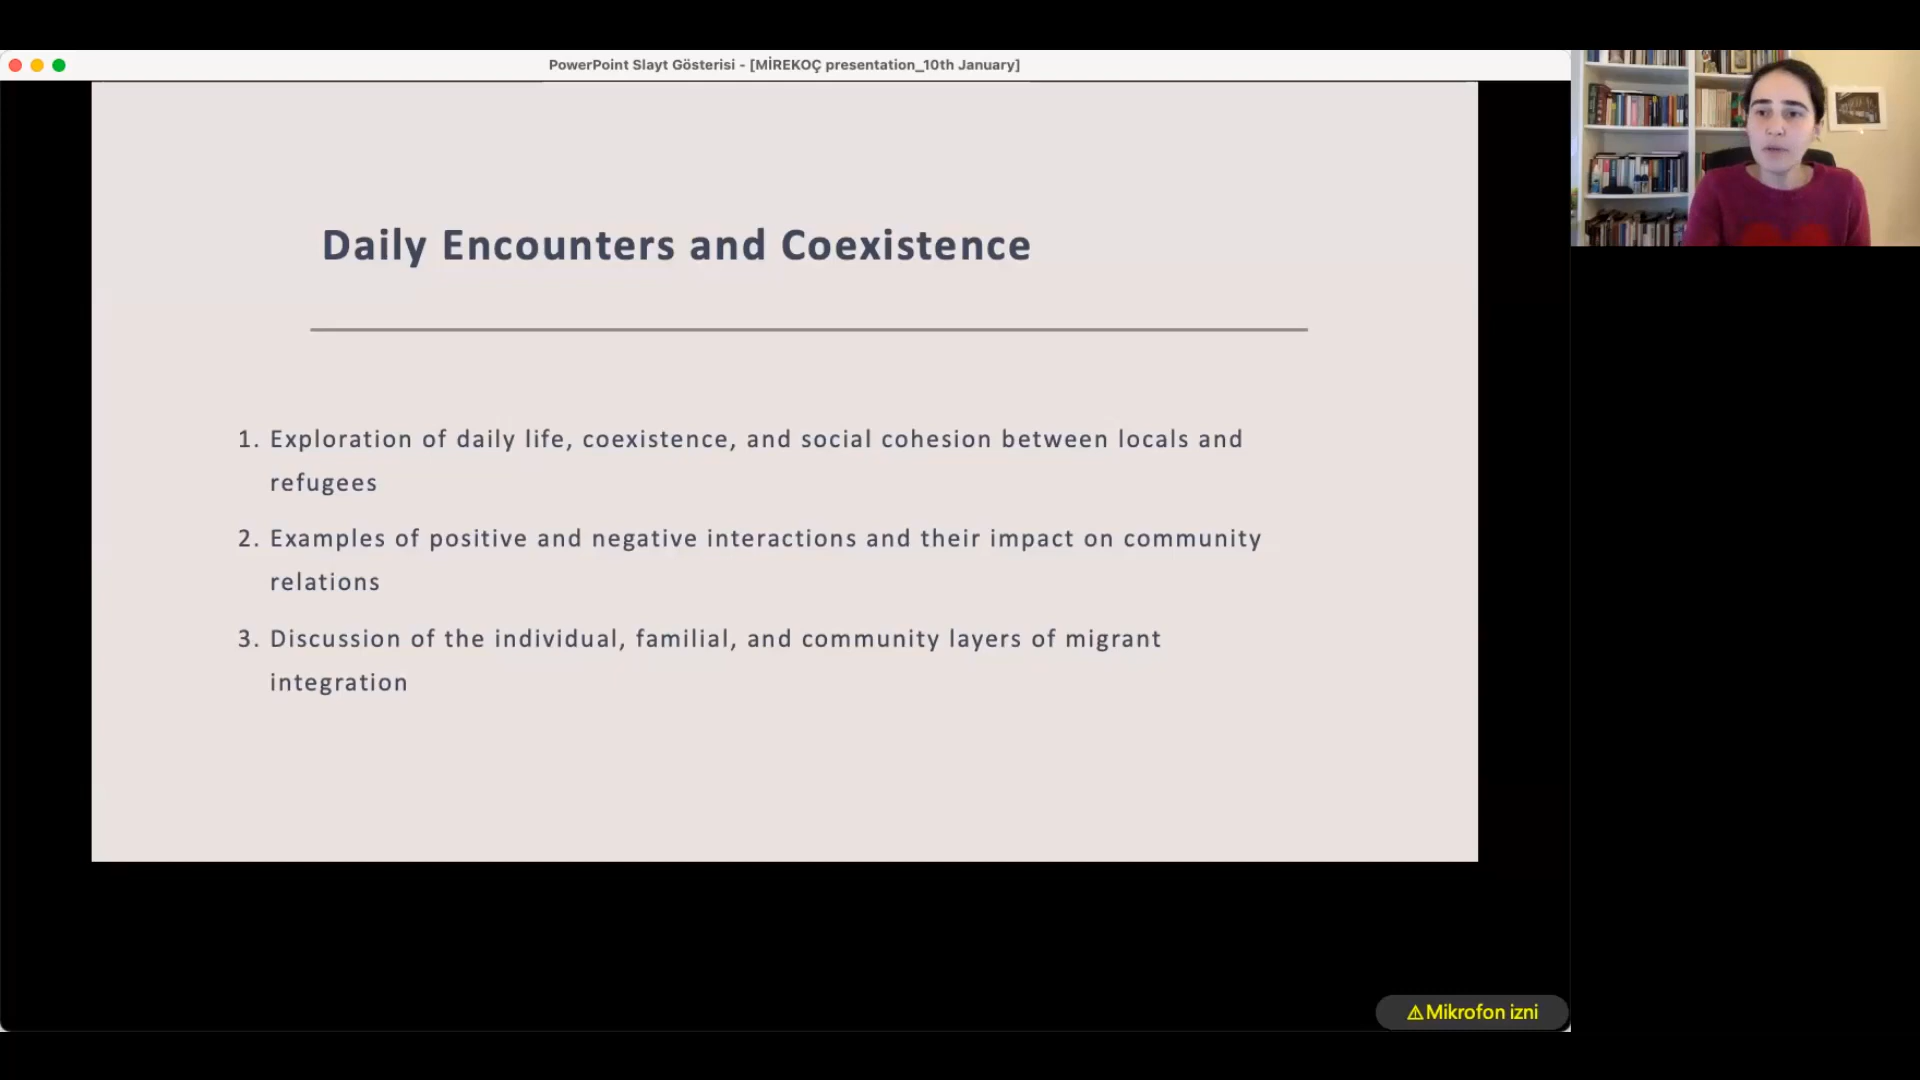 PowerPoint Slayt Gösterisi - [MİREKOÇ presentation_10th January]
Daily Encounters and Coexistence
1. Exploration of daily life, coexistence, and social cohesion between locals and
refugees
2. Examples of positive and negative interactions and their impact on community
relations
3. Discussion of the individual, familial, and community layers of migrant
integration
⚠Mikrofon izni